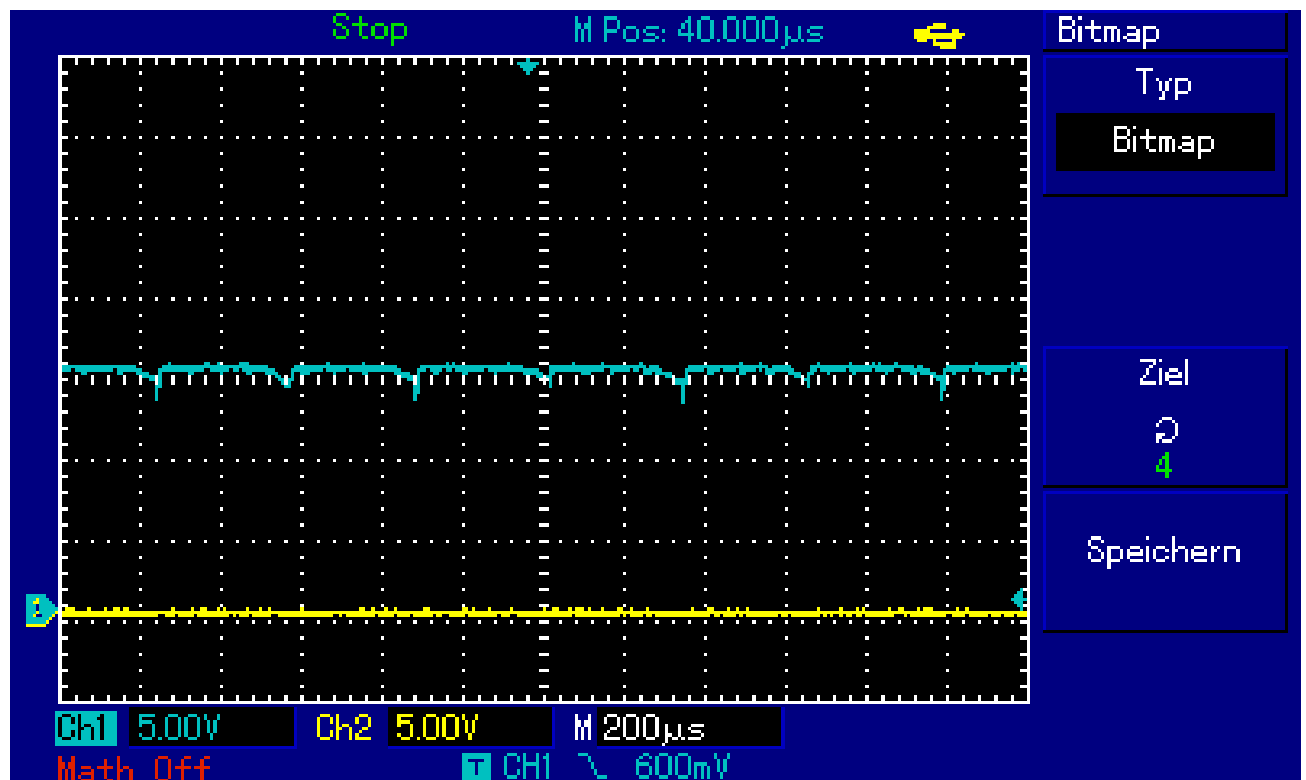 Stop M Pos: 40.000µs Bitmap
Typ
Bitmap
Ziel
4
Speichern
1
Ch1 5.00V Ch2 5.00V M 200µs
Math Off T CH1 600mV